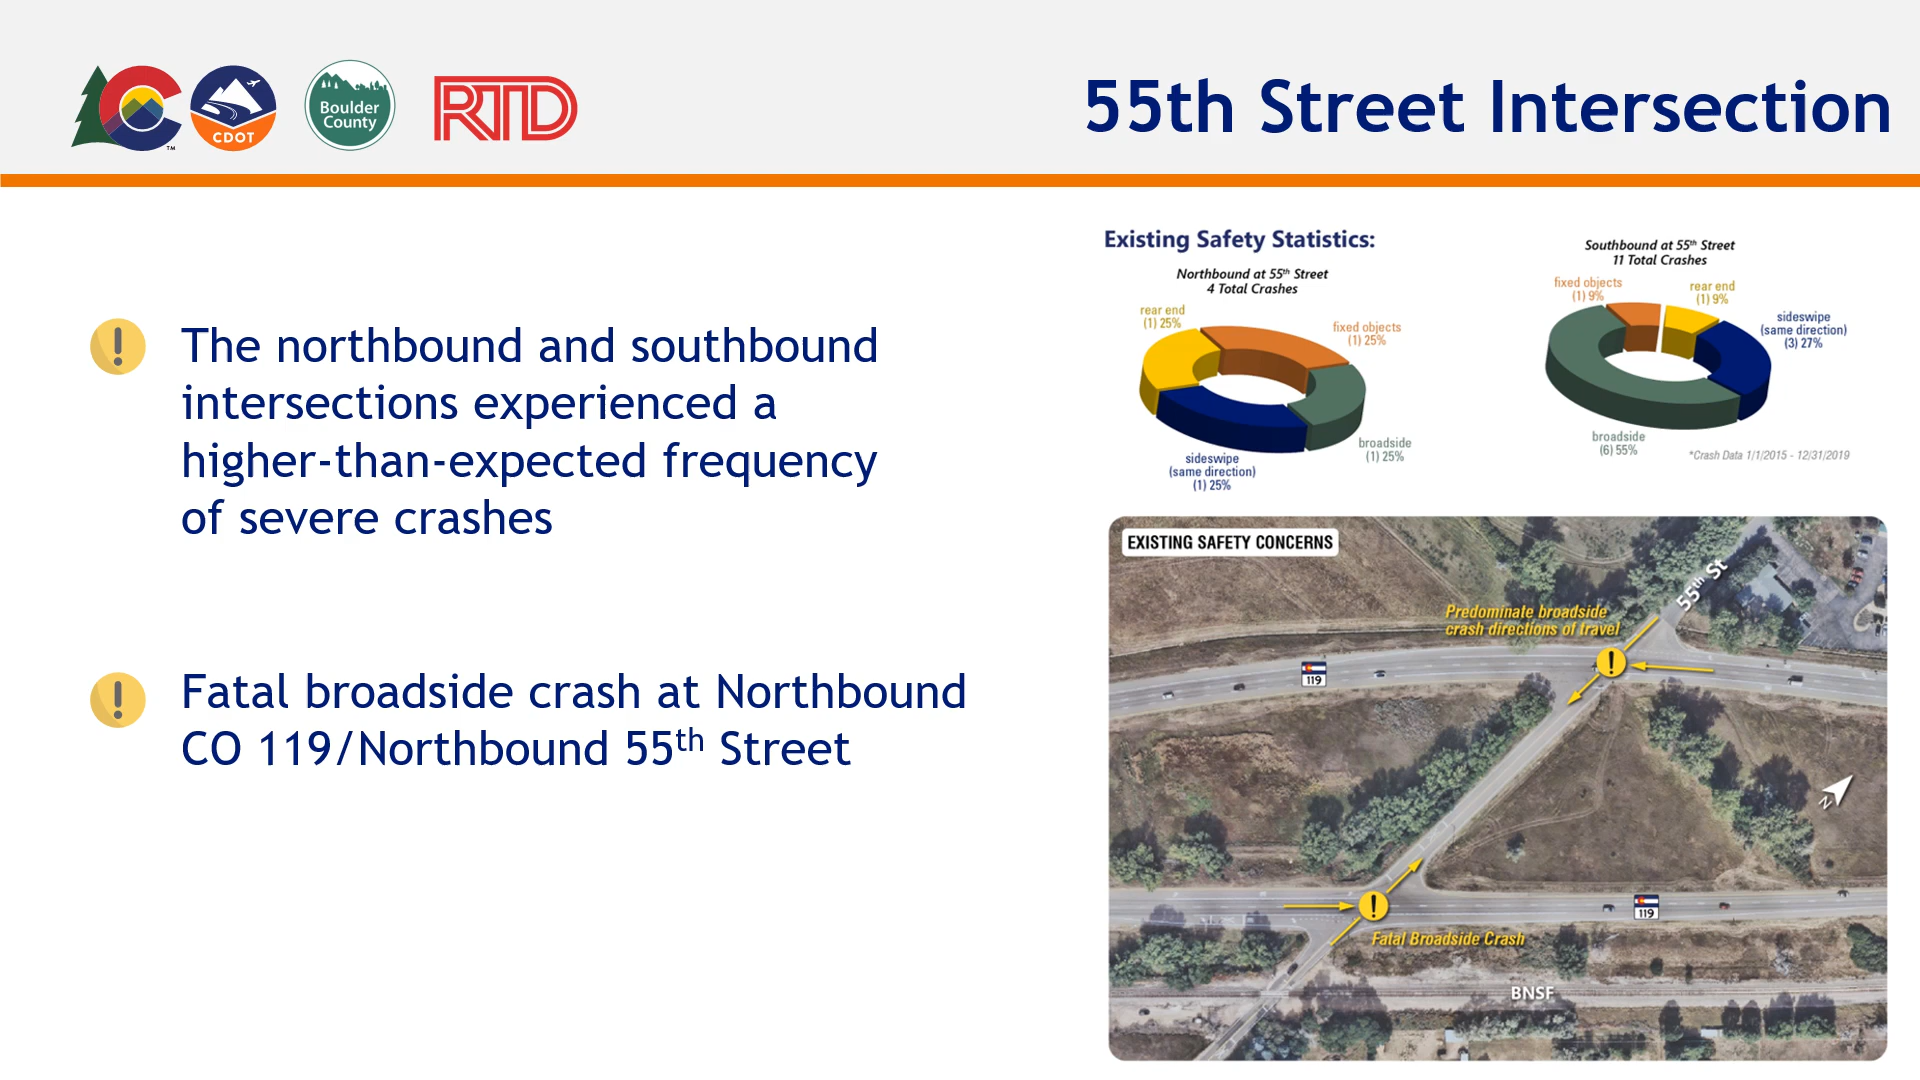 CDOT
Boulder
County
RTD
TM
55th Street Intersection
The northbound and southbound
intersections experienced a
higher-than-expected frequency
of severe crashes
Fatal broadside crash at Northbound
CO 119/Northbound 55th Street
Existing Safety Statistics:
Northbound at 55th Street
4 Total Crashes
rear end
(1) 25%
fixed objects
(1) 25%
broadside
(1) 25%
sideswipe
(same direction)
(1) 25%
Southbound at 55th Street
11 Total Crashes
fixed objects
(1) 9%
rear end
(1) 9%
sideswipe
(same direction)
(3) 27%
broadside
(6) 55%
*Crash Data 1/1/2015 - 12/31/2019
EXISTING SAFETY CONCERNS
55th St
Predominate broadside
crash directions of travel
119
N
119
Fatal Broadside Crash
BNSF